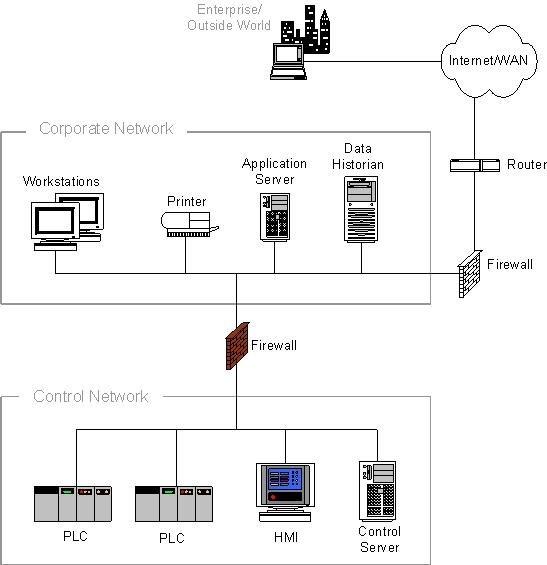 Enterprise/
Outside World
Internet/WAN
Corporate Network
Data
Historian
Application
Server
Router
Workstations
Printer
Firewall
Firewall
Control Network
PLC
PLC
HMI
Control
Server